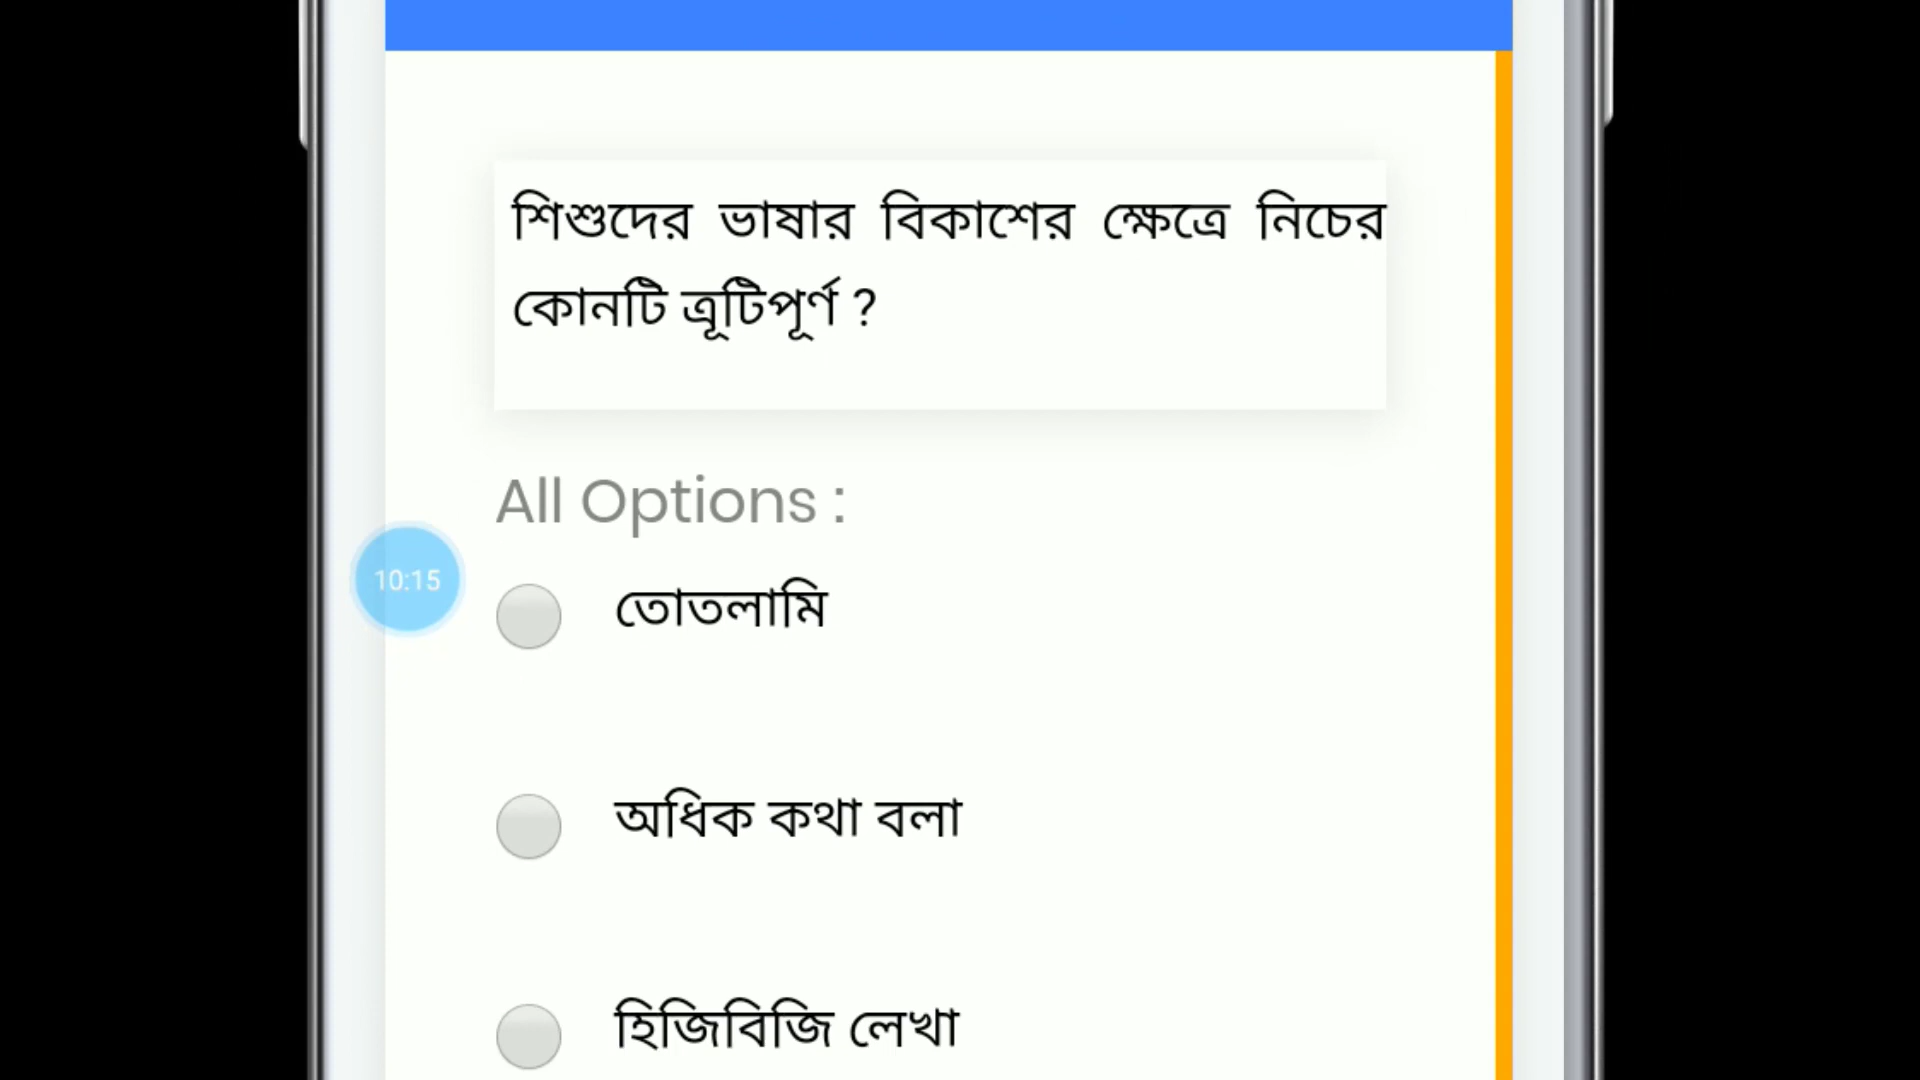 শিশুদের ভাষার বিকাশের ক্ষেত্রে নিচের
কোনটি ত্রূটিপূর্ণ ?
All Options :
10:15
তোতলামি
অধিক কথা বলা
হিজিবিজি লেখা